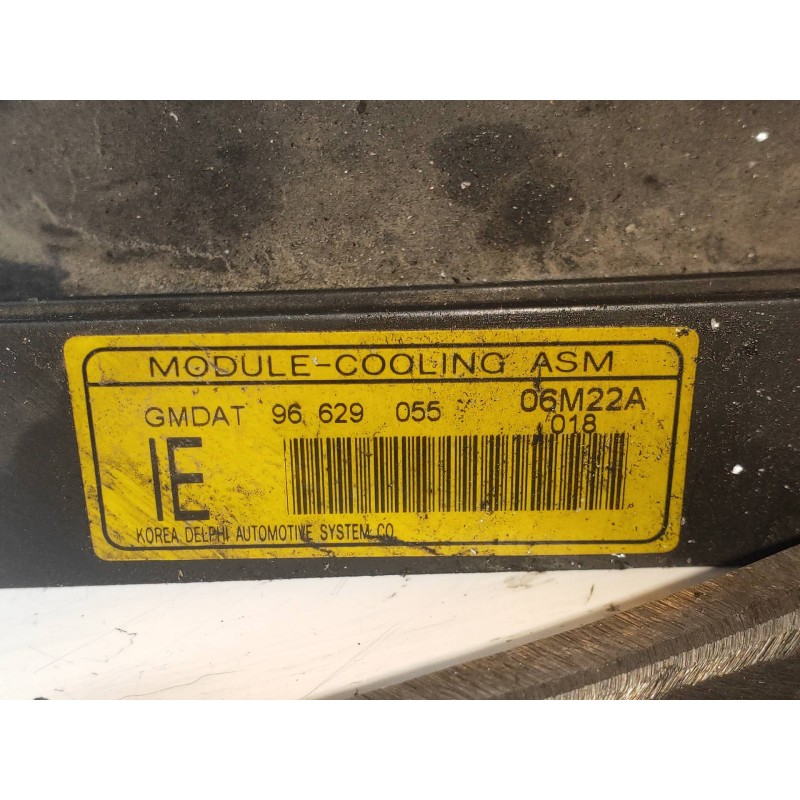 MODULE-COOLING ASM
GMDAT 96 629 055 06M22A
018
IE
KOREA DELPHI AUTOMOTIVE SYSTEM CO